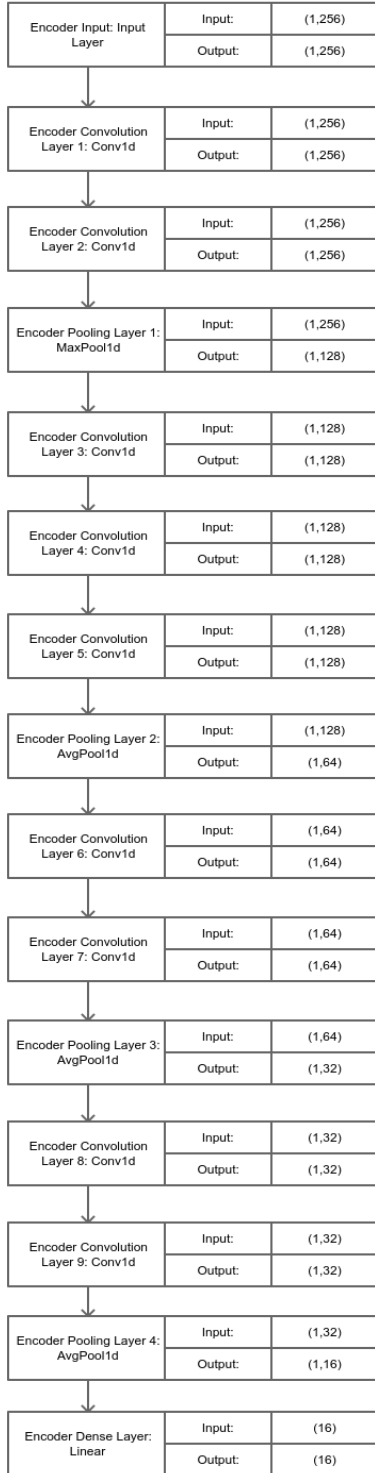 Encoder Input: Input
Layer
Input:
(1,256)
Output:
(1,256)
Encoder Convolution
Layer 1: Conv1d
Input:
(1,256)
Output:
(1,256)
Encoder Convolution
Layer 2: Conv1d
Input:
(1,256)
Output:
(1,256)
Encoder Pooling Layer 1:
MaxPool1d
Input:
(1,256)
Output:
(1,128)
Encoder Convolution
Layer 3: Conv1d
Input:
(1,128)
Output:
(1,128)
Encoder Convolution
Layer 4: Conv1d
Input:
(1,128)
Output:
(1,128)
Encoder Convolution
Layer 5: Conv1d
Input:
(1,128)
Output:
(1,128)
Encoder Pooling Layer 2:
AvgPool1d
Input:
(1,128)
Output:
(1,64)
Encoder Convolution
Layer 6: Conv1d
Input:
(1,64)
Output:
(1,64)
Encoder Convolution
Layer 7: Conv1d
Input:
(1,64)
Output:
(1,64)
Encoder Pooling Layer 3:
AvgPool1d
Input:
(1,64)
Output:
(1,32)
Encoder Convolution
Layer 8: Conv1d
Input:
(1,32)
Output:
(1,32)
Encoder Convolution
Layer 9: Conv1d
Input:
(1,32)
Output:
(1,32)
Encoder Pooling Layer 4:
AvgPool1d
Input:
(1,32)
Output:
(1,16)
Encoder Dense Layer:
Linear
Input:
(16)
Output:
(16)